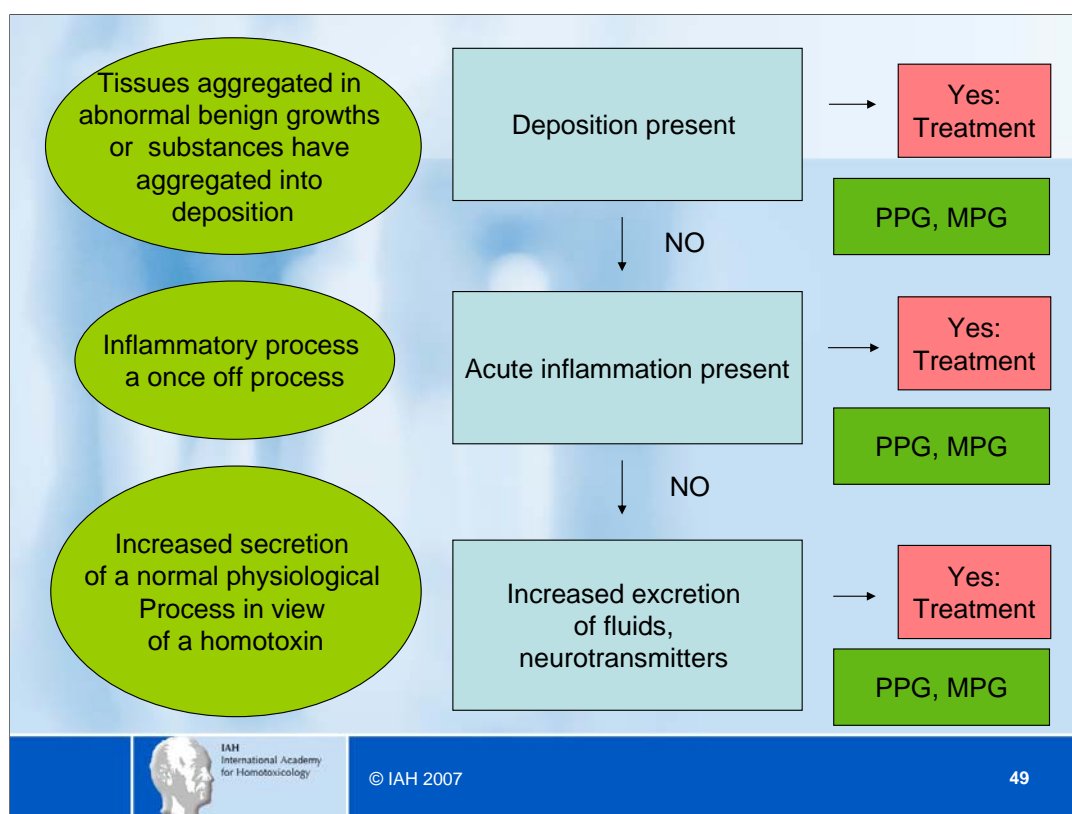 Tissues aggregated in
abnormal benign growths
or substances have
aggregated into
deposition
Deposition present
Yes:
Treatment
PPG, MPG
NO
Inflammatory process
a once off process
Acute inflammation present
Yes:
Treatment
PPG, MPG
NO
Increased secretion
of a normal physiological
Process in view
of a homotoxin
Increased excretion
of fluids,
neurotransmitters
Yes:
Treatment
PPG, MPG
IAH
International Academy
for Homotoxicology
© IAH 2007
49